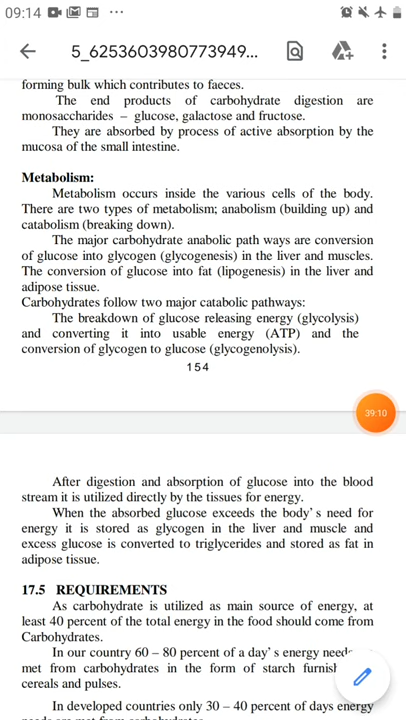 09:14
5_6253603980773949...
forming bulk which contributes to faeces.
The end products of carbohydrate digestion are
monosaccharides – glucose, galactose and fructose.
They are absorbed by process of active absorption by the
mucosa of the small intestine.
Metabolism:
Metabolism occurs inside the various cells of the body.
There are two types of metabolism; anabolism (building up) and
catabolism (breaking down).
The major carbohydrate anabolic path ways are conversion
of glucose into glycogen (glycogenesis) in the liver and muscles.
The conversion of glucose into fat (lipogenesis) in the liver and
adipose tissue.
Carbohydrates follow two major catabolic pathways:
The breakdown of glucose releasing energy (glycolysis)
and converting it into usable energy (ATP) and the
conversion of glycogen to glucose (glycogenolysis).
154
39:10
After digestion and absorption of glucose into the blood
stream it is utilized directly by the tissues for energy.
When the absorbed glucose exceeds the body's need for
energy it is stored as glycogen in the liver and muscle and
excess glucose is converted to triglycerides and stored as fat in
adipose tissue.
17.5 REQUIREMENTS
As carbohydrate is utilized as main source of energy, at
least 40 percent of the total energy in the food should come from
Carbohydrates.
In our country 60 – 80 percent of a day's energy
met from carbohydrates in the form of starch
cereals and pulses.
In developed countries only 30 – 40 percent of days energy